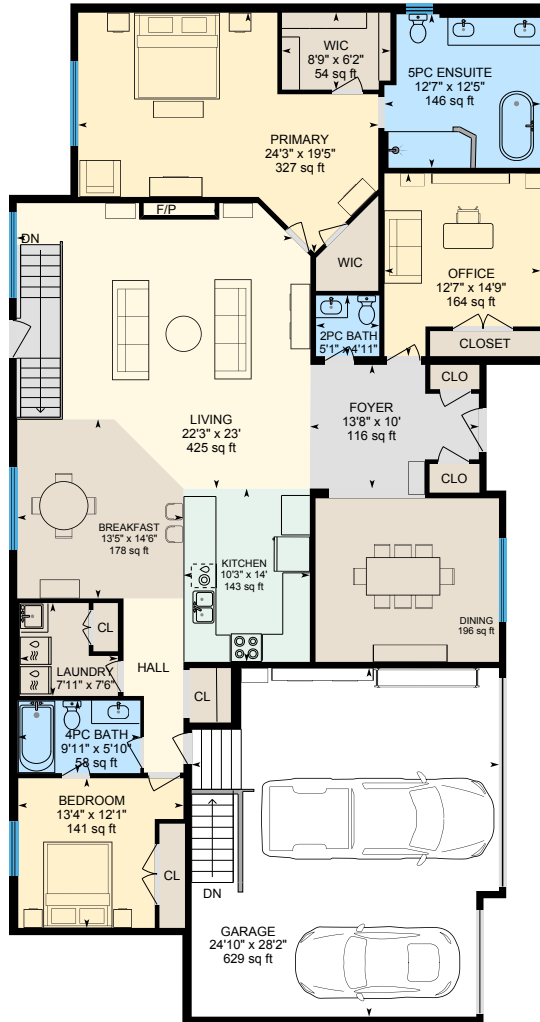 WIC
8'9" x 6'2"
54 sq ft
5PC ENSUITE
12'7" x 12'5"
146 sq ft
PRIMARY
24'3" x 19'5"
327 sq ft
F/P
DN
WIC
OFFICE
12'7" x 14'9"
164 sq ft
CLOSET
2PC BATH
5'1" x 4'11"
CLO
FOYER
13'8" x 10'
116 sq ft
CLO
LIVING
22'3" x 23'
425 sq ft
BREAKFAST
13'5" x 14'6"
178 sq ft
KITCHEN
10'3" x 14'
143 sq ft
DINING
196 sq ft
CL
HALL
LAUNDRY
7'11" x 7'6"
CL
4PC BATH
9'11" x 5'10"
58 sq ft
BEDROOM
13'4" x 12'1"
141 sq ft
CL
DN
GARAGE
24'10" x 28'2"
629 sq ft